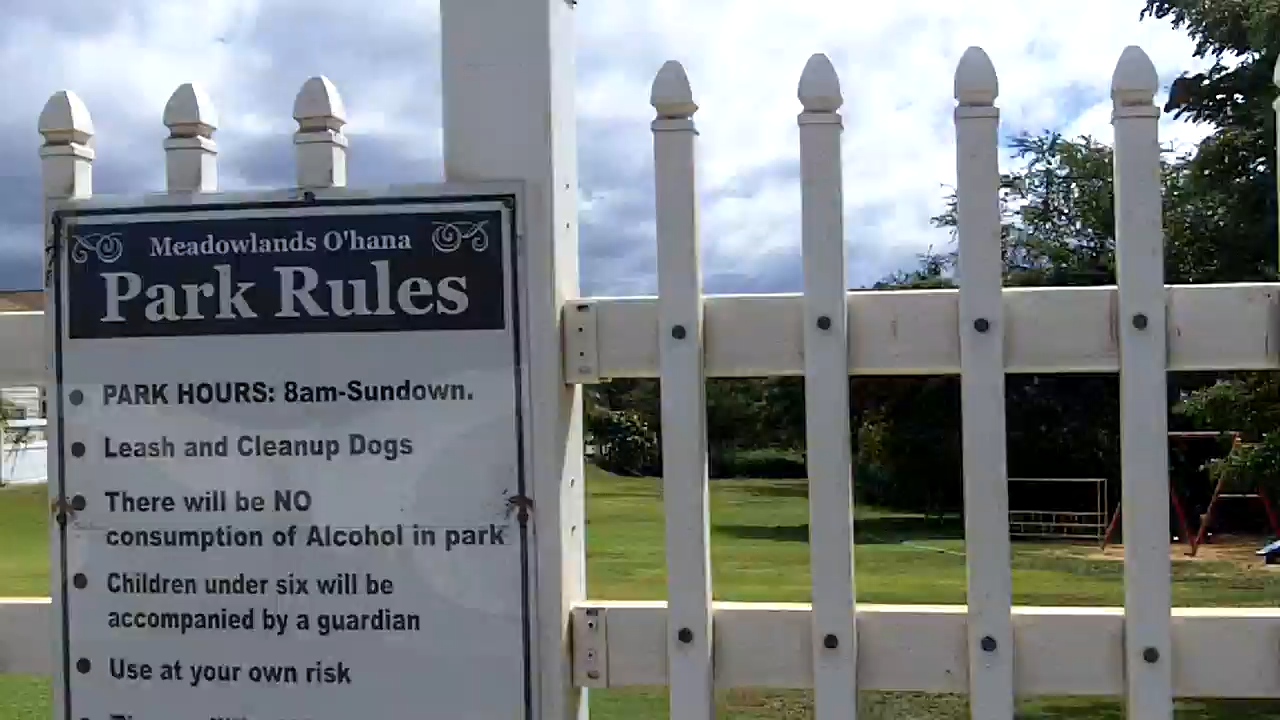 Meadowlands O'hana
Park Rules
PARK HOURS: 8am-Sundown.
Leash and Cleanup Dogs
There will be NO
consumption of Alcohol in park
Children under six will be
accompanied by a guardian
Use at your own risk